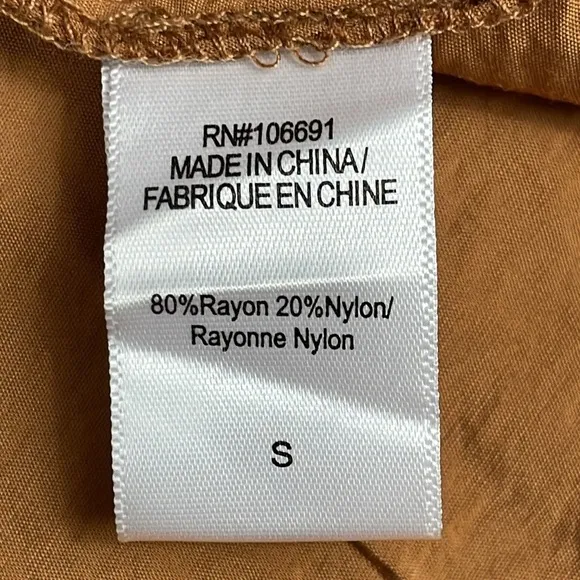 RN#106691
MADE IN CHINA/
FABRIQUE EN CHINE
80%Rayon 20%Nylon/
Rayonne Nylon
S